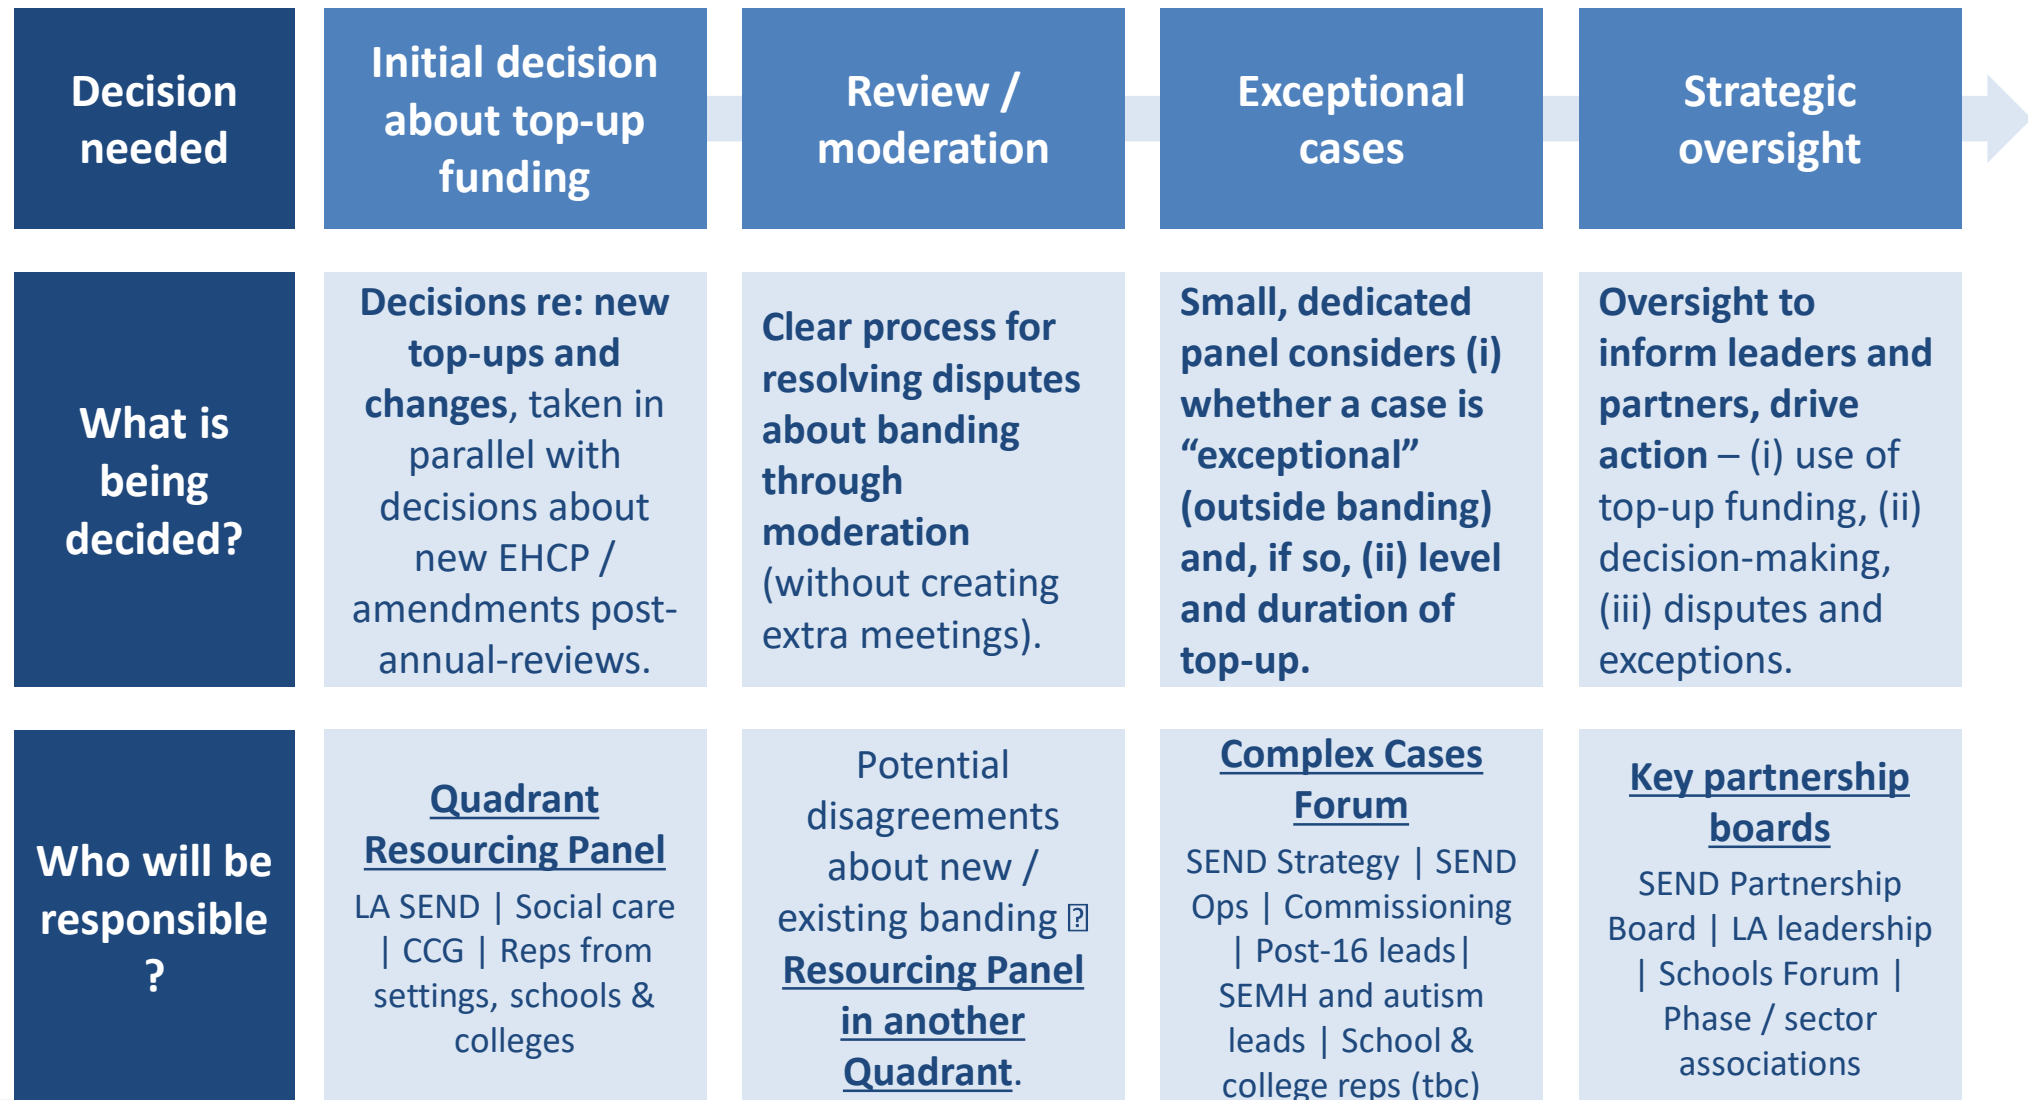 Decision
needed
Initial decision
about top-up
funding
Review /
moderation
Exceptional
cases
Strategic
oversight
What is
being
decided?
Decisions re: new
top-ups and
changes, taken in
parallel with
decisions about
new EHCP /
amendments post-
annual-reviews.
Clear process for
resolving disputes
about banding
through
moderation
(without creating
extra meetings).
Small, dedicated
panel considers (i)
whether a case is
“exceptional”
(outside banding)
and, if so, (ii) level
and duration of
top-up.
Oversight to
inform leaders and
partners, drive
action – (i) use of
top-up funding, (ii)
decision-making,
(iii) disputes and
exceptions.
Who will be
responsible
?
Quadrant
Resourcing Panel
LA SEND | Social care
| CCG | Reps from
settings, schools &
colleges
Potential
disagreements
about new /
existing banding ⍰
Resourcing Panel
in another
Quadrant.
Complex Cases
Forum
SEND Strategy | SEND
Ops | Commissioning
| Post-16 leads|
SEMH and autism
leads | School &
college reps (tbc)
Key partnership
boards
SEND Partnership
Board | LA leadership
| Schools Forum |
Phase / sector
associations